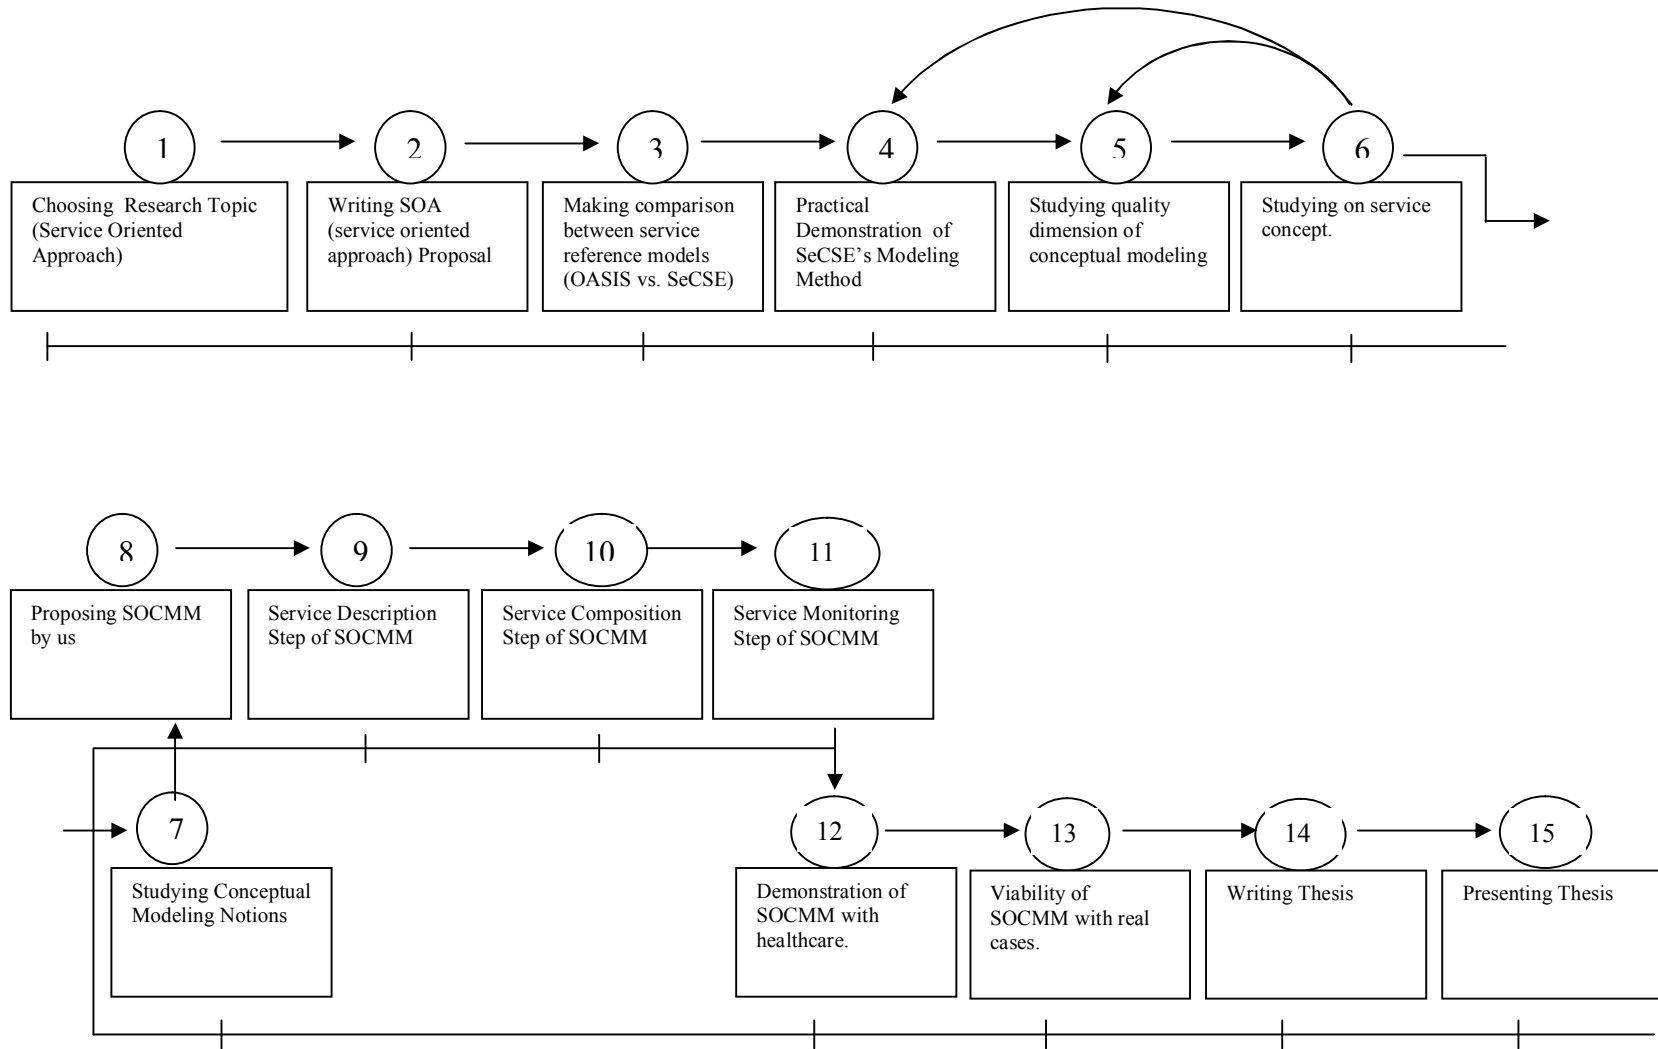 1
Choosing Research Topic
(Service Oriented
Approach)
2
Writing SOA
(service oriented
approach) Proposal
3
Making comparison
between service
reference models
(OASIS vs. SeCSE)
4
Practical
Demonstration of
SeCSE’s Modeling
Method
5
Studying quality
dimension of
conceptual modeling
6
Studying on service
concept.
8
Proposing SOCMM
by us
9
Service Description
Step of SOCMM
10
Service Composition
Step of SOCMM
11
Service Monitoring
Step of SOCMM
7
Studying Conceptual
Modeling Notions
12
Demonstration of
SOCMM with
healthcare.
13
Viability of
SOCMM with real
cases.
14
Writing Thesis
15
Presenting Thesis